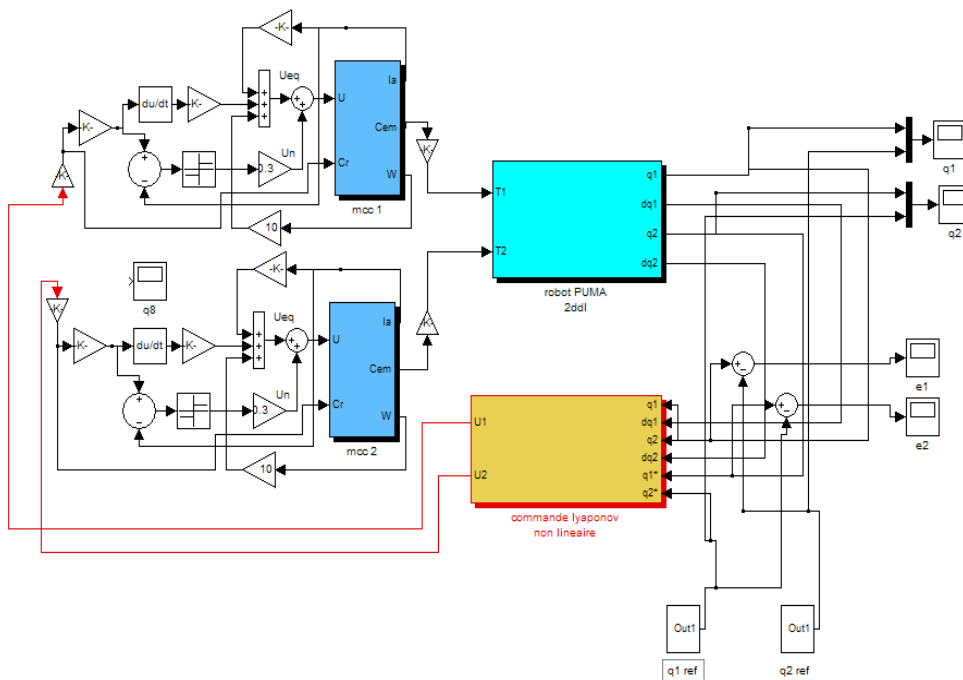 -K-
Ueq
Ia
du/dt
K-
K-
U
Cem
Un
0.3
-K-
Cr
W
mcc 1
10
-K-
T1
T2
q1
dq1
q2
dq2
robot PUMA
2ddl
q1
q2
-K-
q8
-K-
Ueq
Ia
K-
du/dt
K-
U
Cem
0.3
Cr
W
mcc 2
10
-K-
U1
U2
q1
dq1
q2
dq2
q1*
q2*
commande lyaponov
non lineaire
e1
e2
Out1
q1 ref
Out1
q2 ref